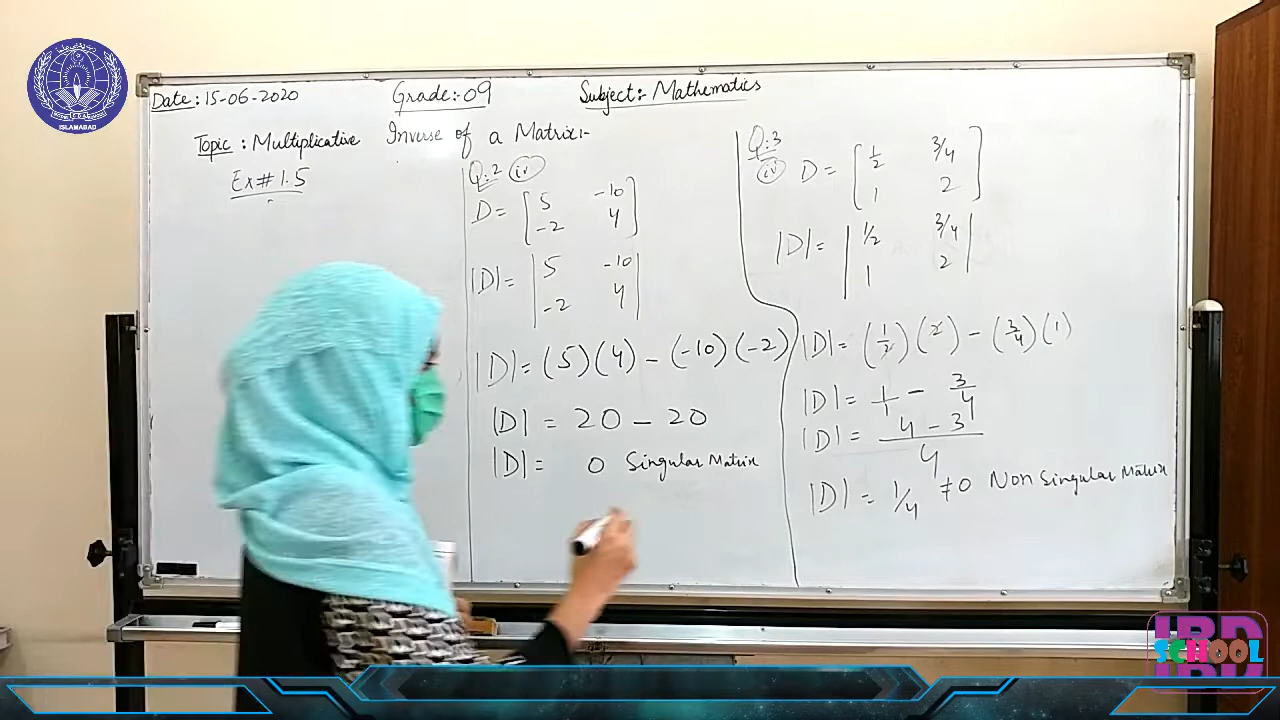 Date: 15-06-2020 Grade:- 09 Subject:- Mathematics
Topic: Multiplicative Inverse of a Matrix:-
Ex# 1.5
Q:2 iv
D = [ 5 -10
-2 4 ]
|D| = | 5 -10
-2 4 |
|D| = (5)(4) - (-10)(-2)
|D| = 20 - 20
|D| = 0 Singular Matrix
Q:3
iv D = [ 1/2 3/4
1 2 ]
|D| = | 1/2 3/4
1 2 |
|D| = (1/2)(2) - (3/4)(1)
|D| = 1/1 - 3/4
|D| = 4 - 3 / 4
|D| = 1/4 ≠ 0 Non Singular Matrix
ISLAMABAD
IBD
SCHOOL